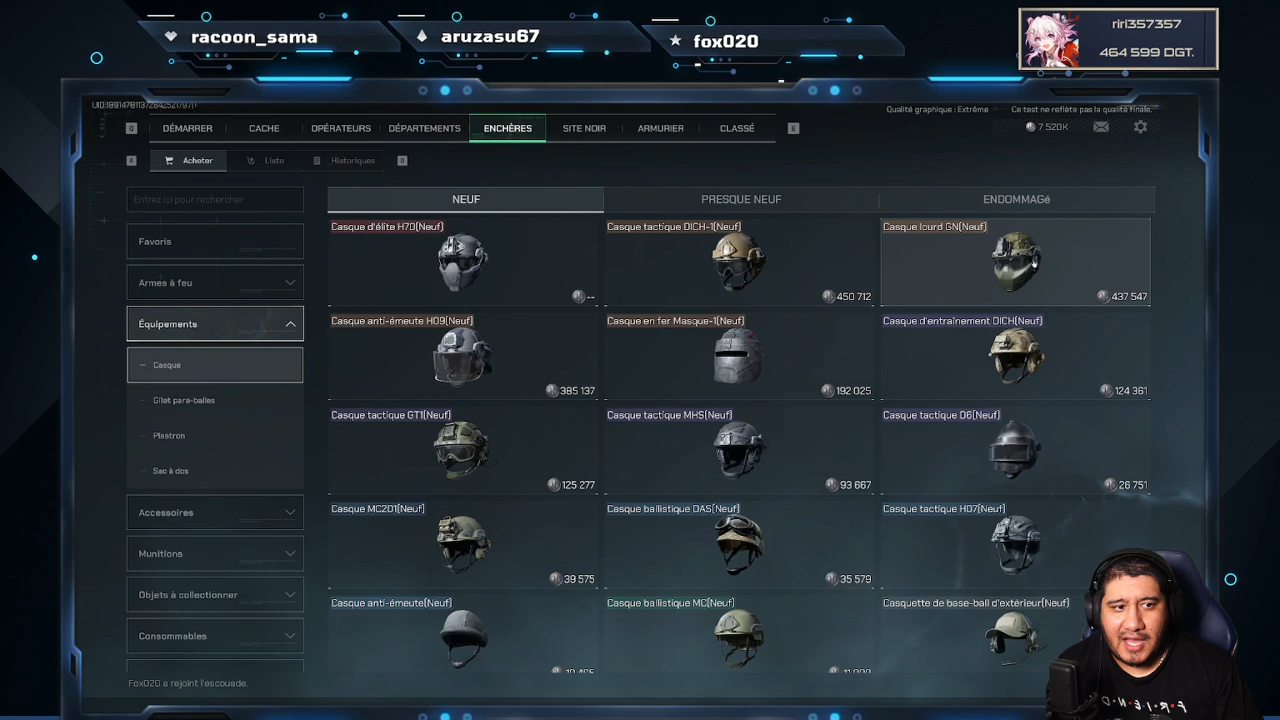 racoon_sama
aruzasu67
fox020
riri357357
464 599 DGT.
Qualité graphique : Extrême
Ce test ne reflète pas la qualité finale.
Q
DÉMARRER
CACHE
OPÉRATEURS
DÉPARTEMENTS
ENCHÈRES
SITE NOIR
ARMURIER
CLASSÉ
E
7 520K
A
Acheter
Liste
Historiques
D
Entrez ici pour rechercher
NEUF
PRESQUE NEUF
ENDOMMAGé
Favoris
Armes à feu
Équipements
Casque
Gilet pare-balles
Plastron
Sac à dos
Accessoires
Munitions
Objets à collectionner
Consommables
Casque d'élite H70(Neuf)
--
Casque tactique DICH-1(Neuf)
450 712
Casque lourd GN(Neuf)
437 547
Casque anti-émeute H09(Neuf)
385 137
Casque en fer Masque-1(Neuf)
192 025
Casque d'entraînement DICH(Neuf)
124 361
Casque tactique GT1(Neuf)
125 277
Casque tactique MHS(Neuf)
93 667
Casque tactique D6(Neuf)
26 751
Casque MC201(Neuf)
39 575
Casque ballistique DAS(Neuf)
35 579
Casque tactique H07(Neuf)
Casque anti-émeute(Neuf)
Casque ballistique MC(Neuf)
Casquette de base-ball d'extérieur(Neuf)
Fox020 a rejoint l'escouade.